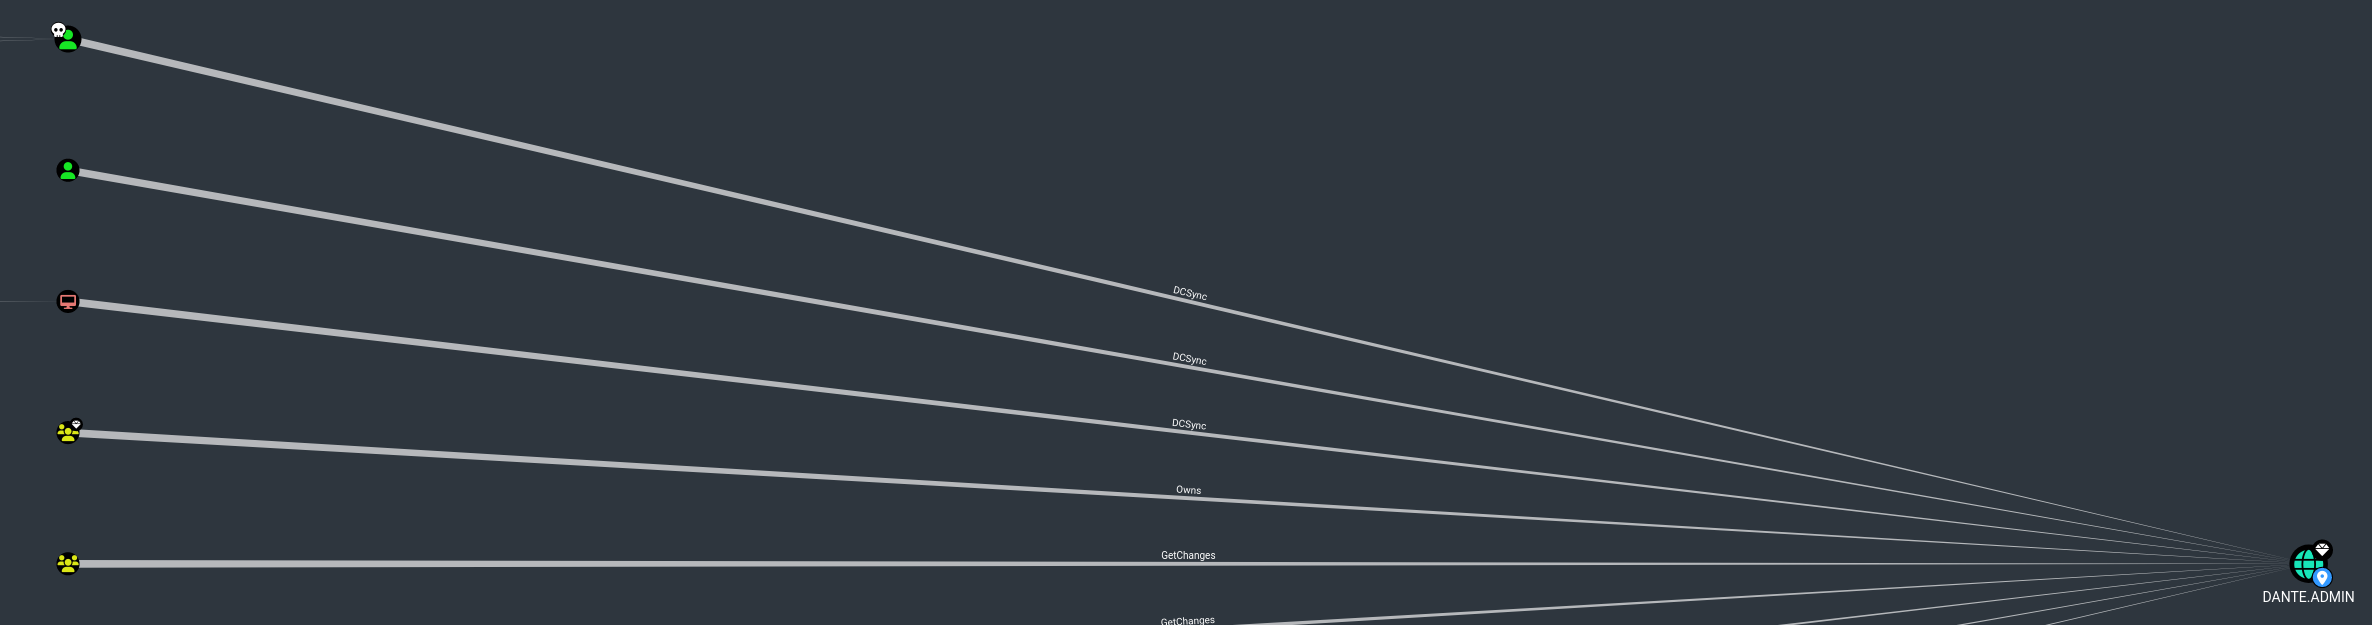 DCSync
DCSync
DCSync
Owns
GetChanges
DANTE.ADMIN
GetChanges